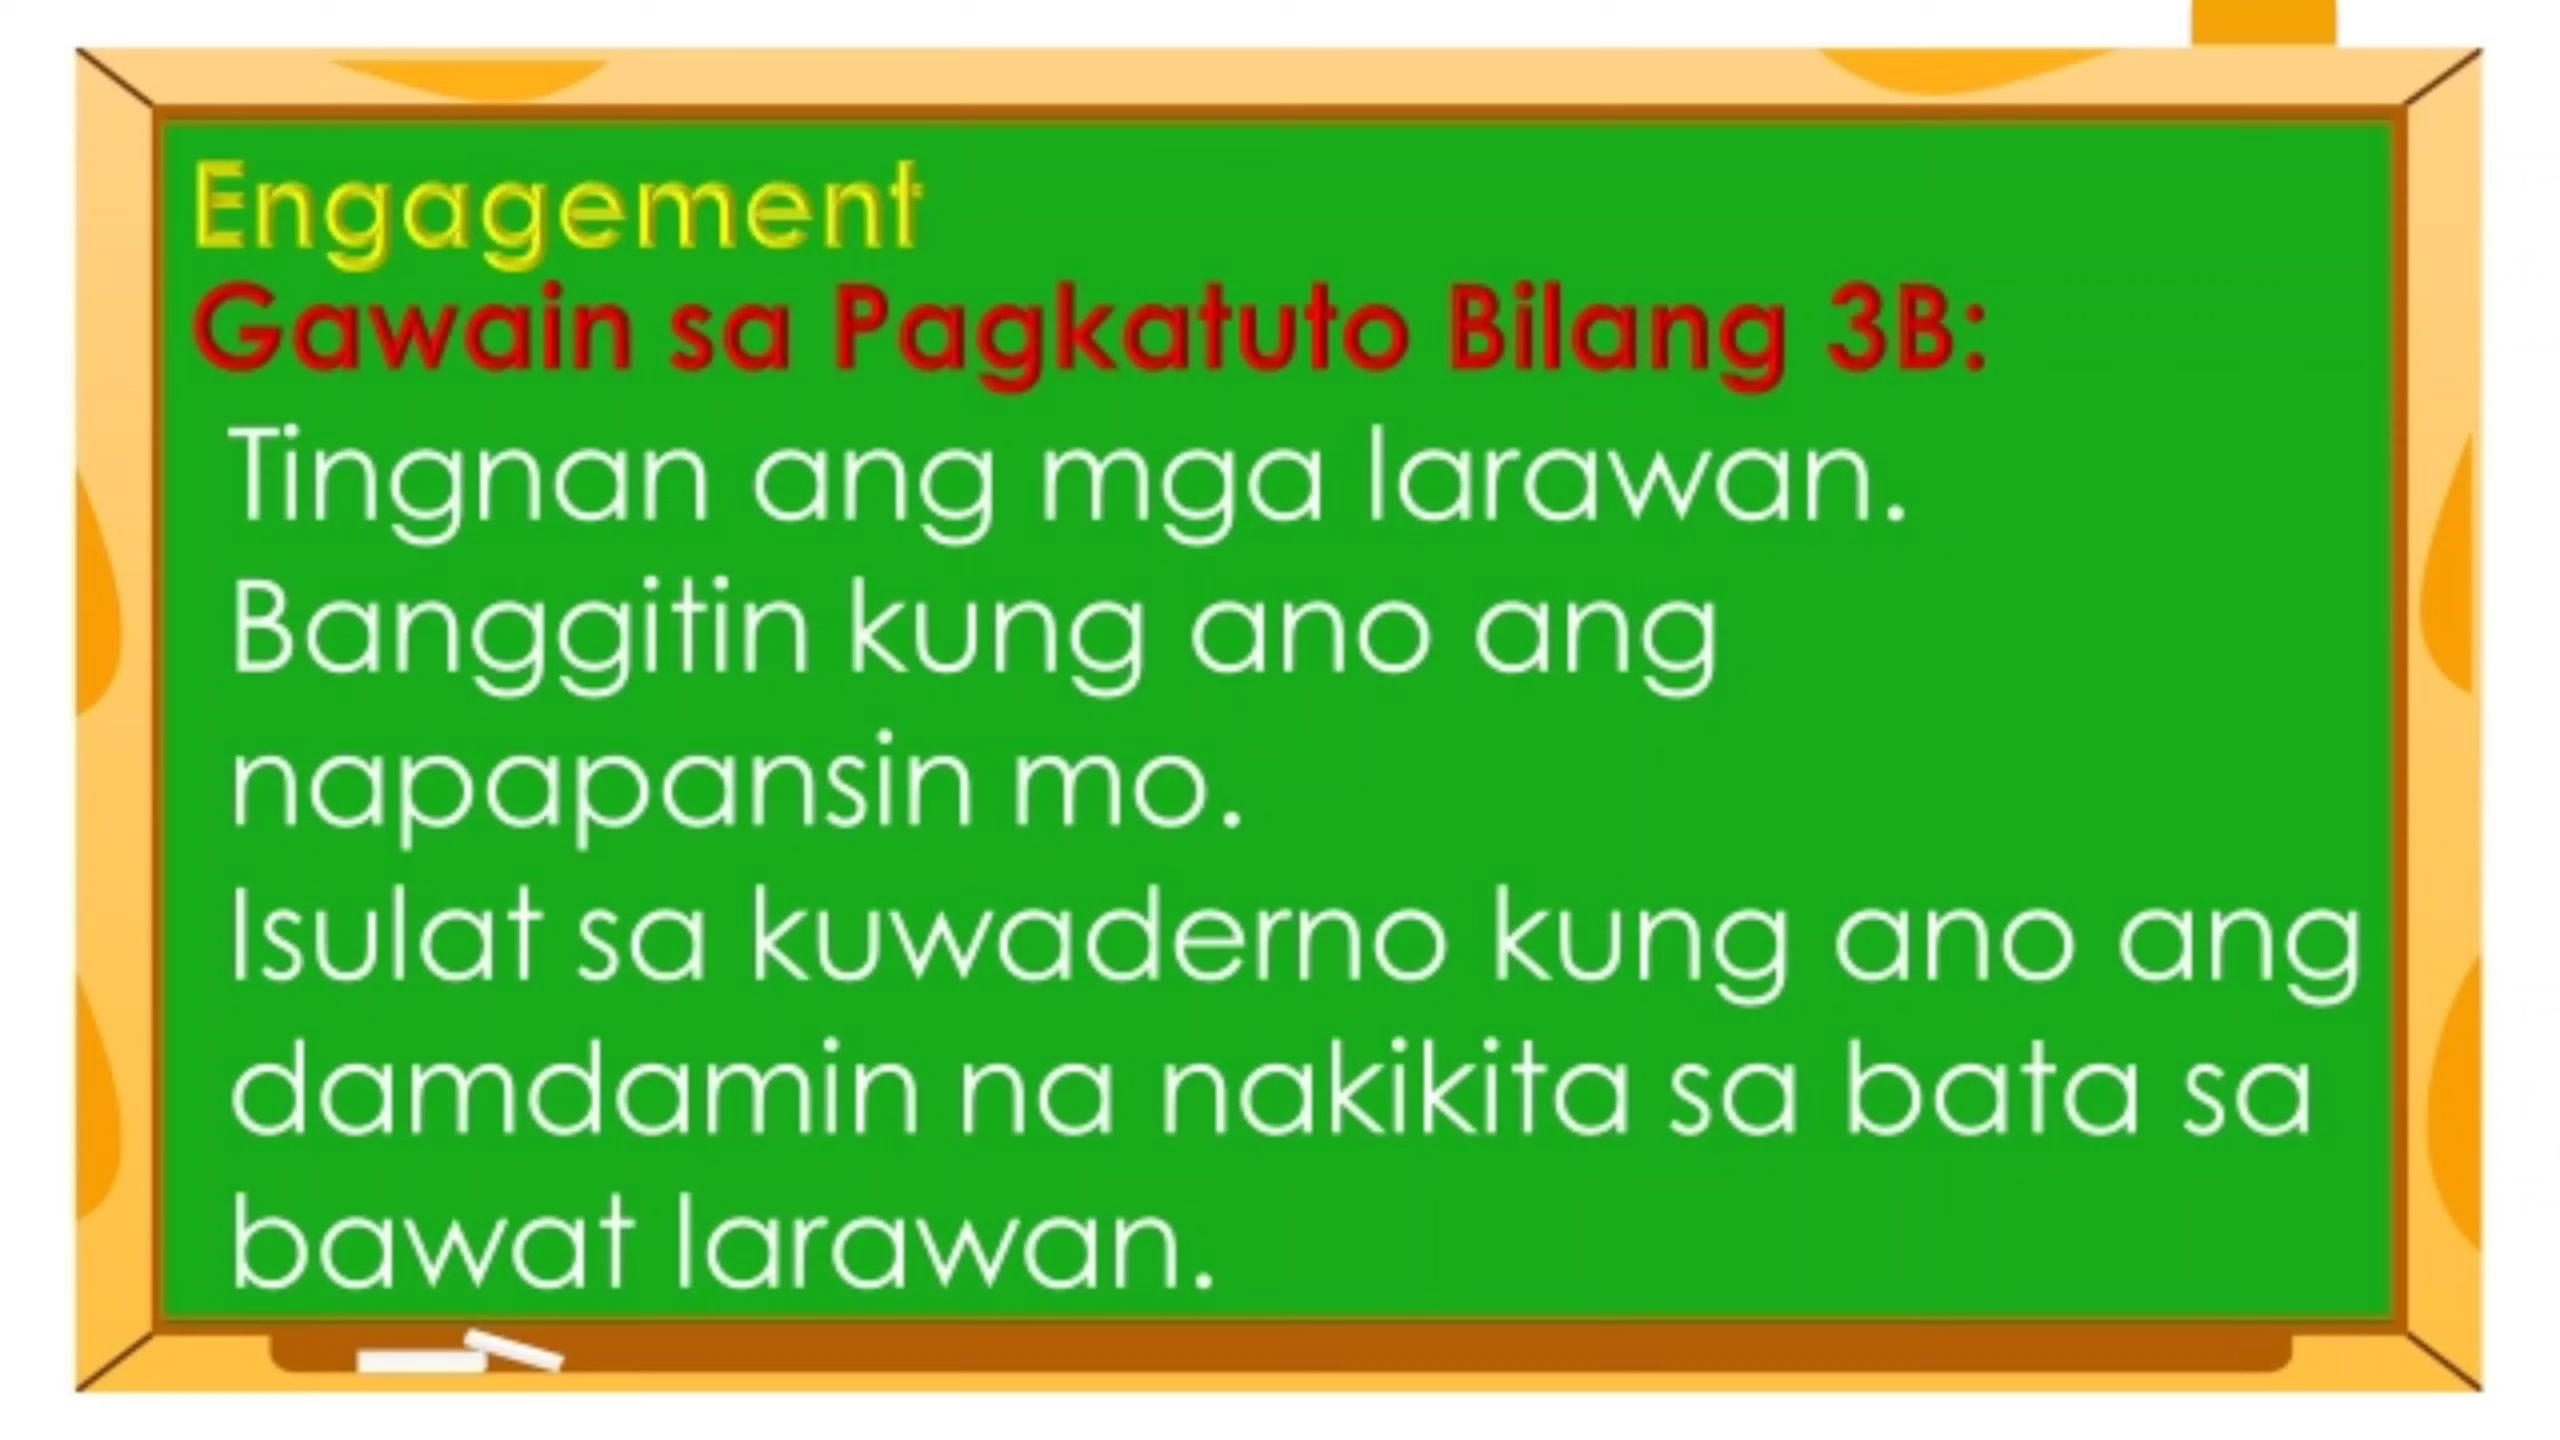 Engagement
Gawain sa Pagkatuto Bilang 3B:
Tingnan ang mga larawan.
Banggitin kung ano ang
napapansin mo.
Isulat sa kuwaderno kung ano ang
damdamin na nakikita sa bata sa
bawat larawan.